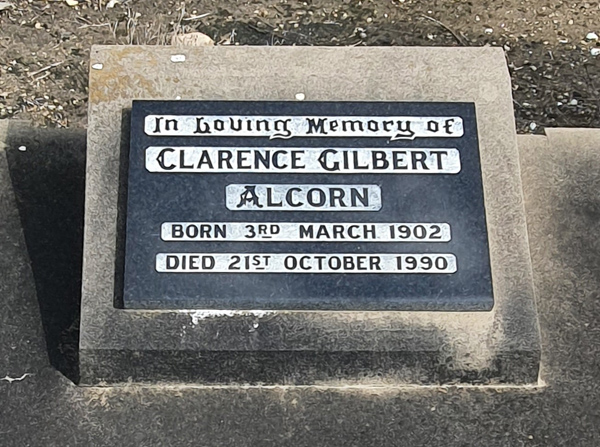 In Loving Memory of
CLARENCE GILBERT
ALCORN
BORN 3RD MARCH 1902
DIED 21ST OCTOBER 1990